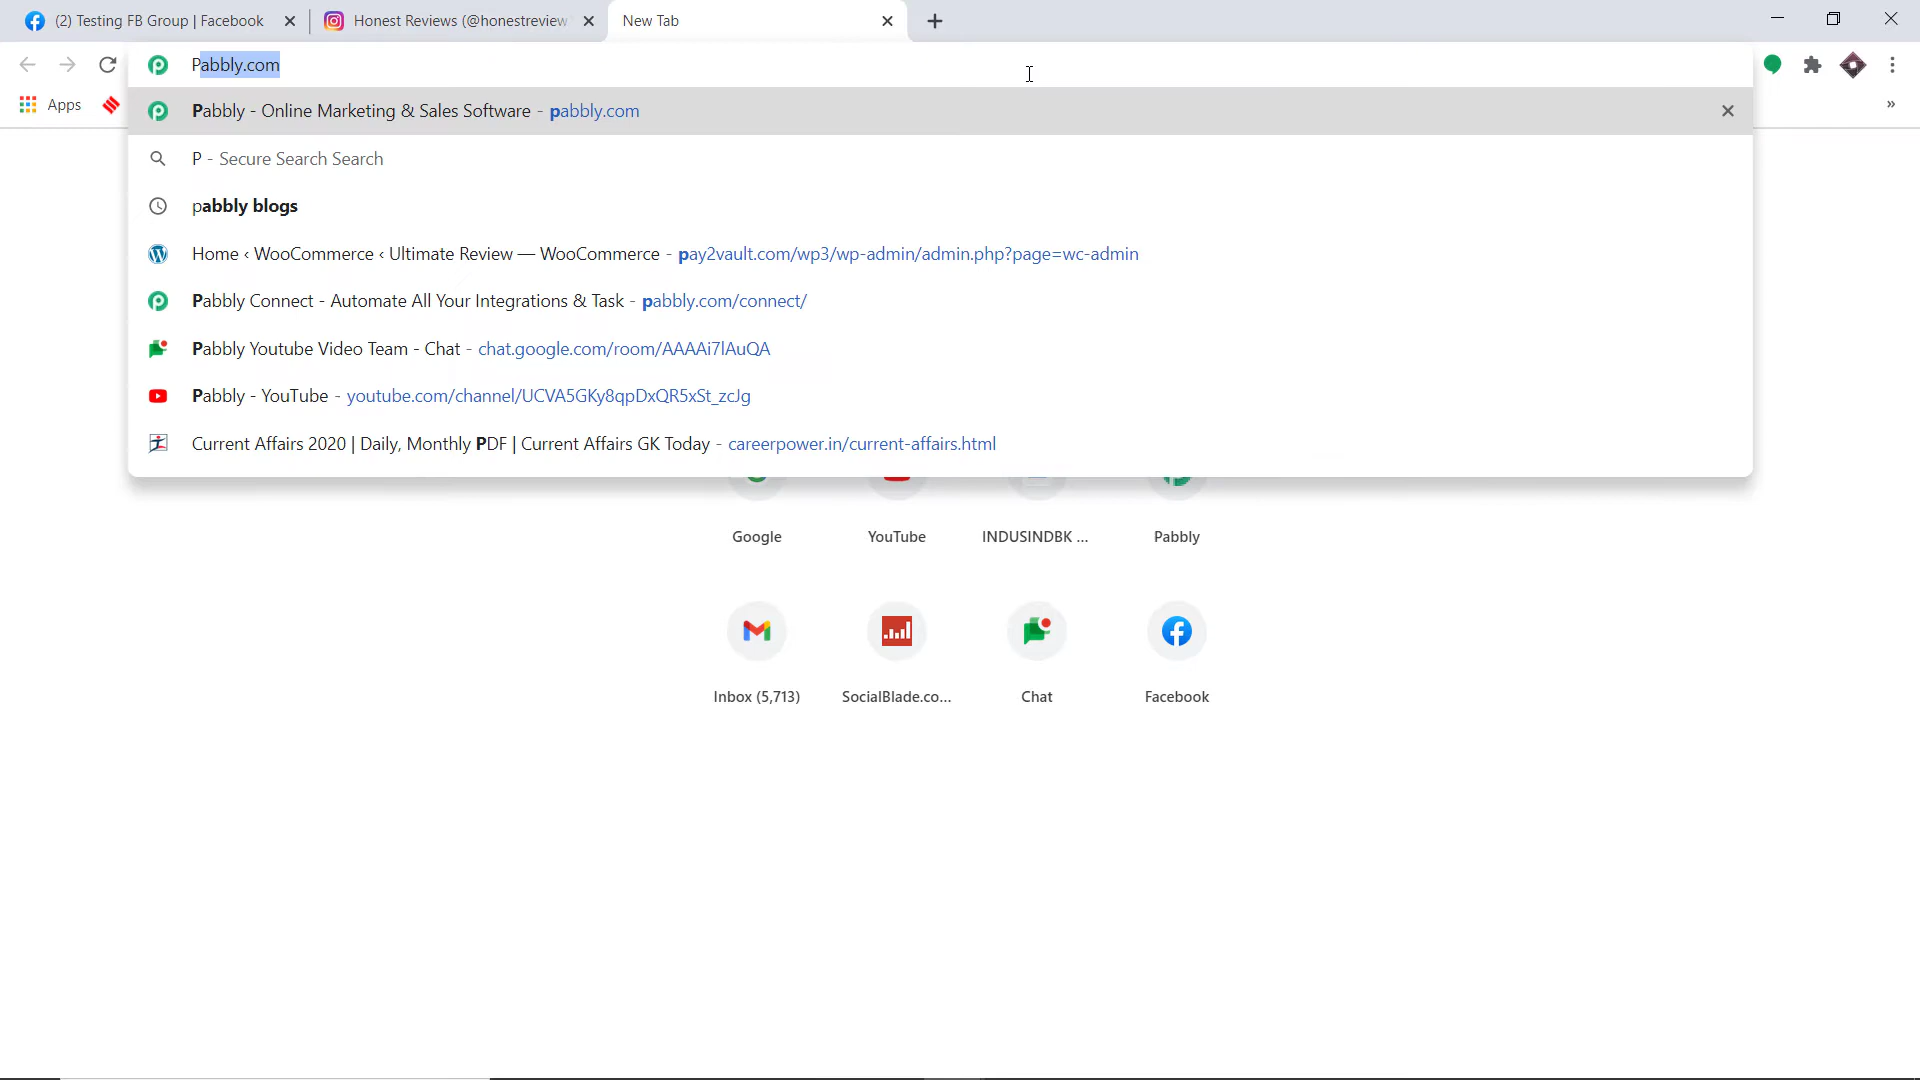 (2) Testing FB Group | Facebook
Honest Reviews (@honestreview
New Tab
Pabbly.com
Apps
Pabbly - Online Marketing & Sales Software - pabbly.com
P - Secure Search Search
pabbly blogs
Home ‹ WooCommerce ‹ Ultimate Review — WooCommerce - pay2vault.com/wp3/wp-admin/admin.php?page=wc-admin
Pabbly Connect - Automate All Your Integrations & Task - pabbly.com/connect/
Pabbly Youtube Video Team - Chat - chat.google.com/room/AAAAi7lAuQA
Pabbly - YouTube - youtube.com/channel/UCVA5GKy8qpDxQR5xSt_zcJg
Current Affairs 2020 | Daily, Monthly PDF | Current Affairs GK Today - careerpower.in/current-affairs.html
Google
YouTube
INDUSINDBK ...
Pabbly
Inbox (5,713)
SocialBlade.co...
Chat
Facebook